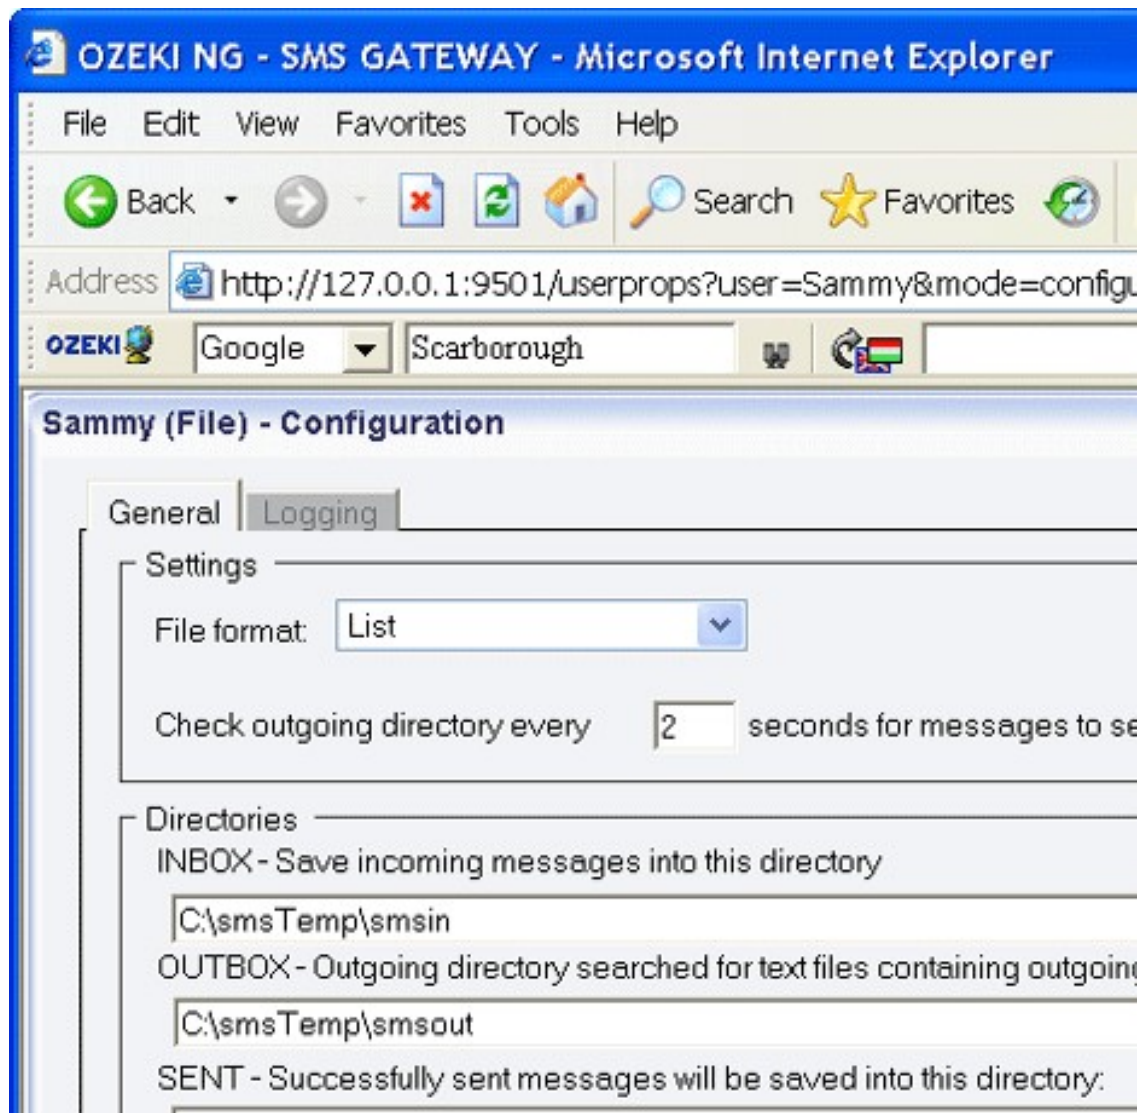 OZEKI NG - SMS GATEWAY - Microsoft Internet Explorer
File Edit View Favorites Tools Help
Back Search Favorites
Address http://127.0.0.1:9501/userprops?user=Sammy&mode=configu
OZEKI Google Scarborough
Sammy (File) - Configuration
General Logging
Settings
File format: List
Check outgoing directory every 2 seconds for messages to se
Directories
INBOX - Save incoming messages into this directory
C:\smsTemp\smsin
OUTBOX - Outgoing directory searched for text files containing outgoing
C:\smsTemp\smsout
SENT - Successfully sent messages will be saved into this directory: